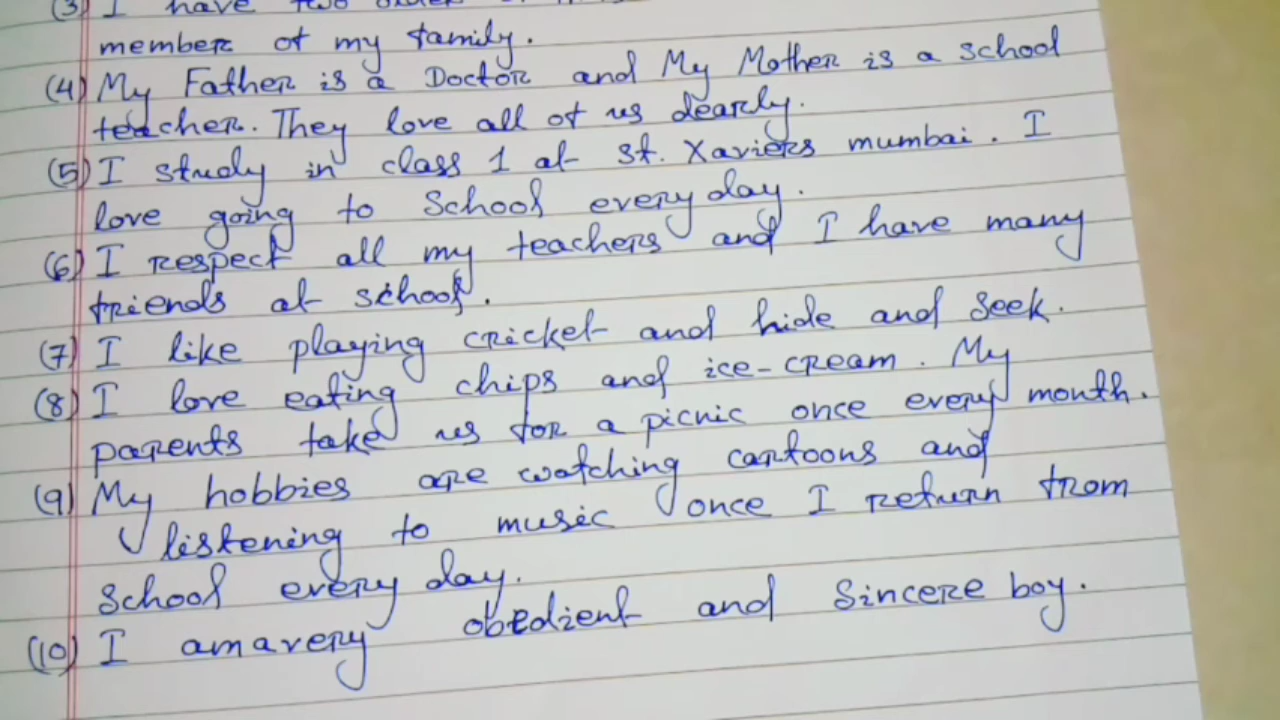 (3) I have two
member of my family.
(4) My Father is a Doctor and My Mother is a school
teacher. They love all of us dearly.
(5) I study in class 1 at St. Xaviers mumbai. I
love going to School every day.
(6) I respect all my teachers and I have many
friends at school.
(7) I like playing cricket and hide and Seek.
(8) I love eating chips and ice-cream. My
parents take us for a picnic once every month.
(9) My hobbies are watching cartoons and
listening to music once I return from
School every day.
(10) I am a very obedient and Sincere boy.